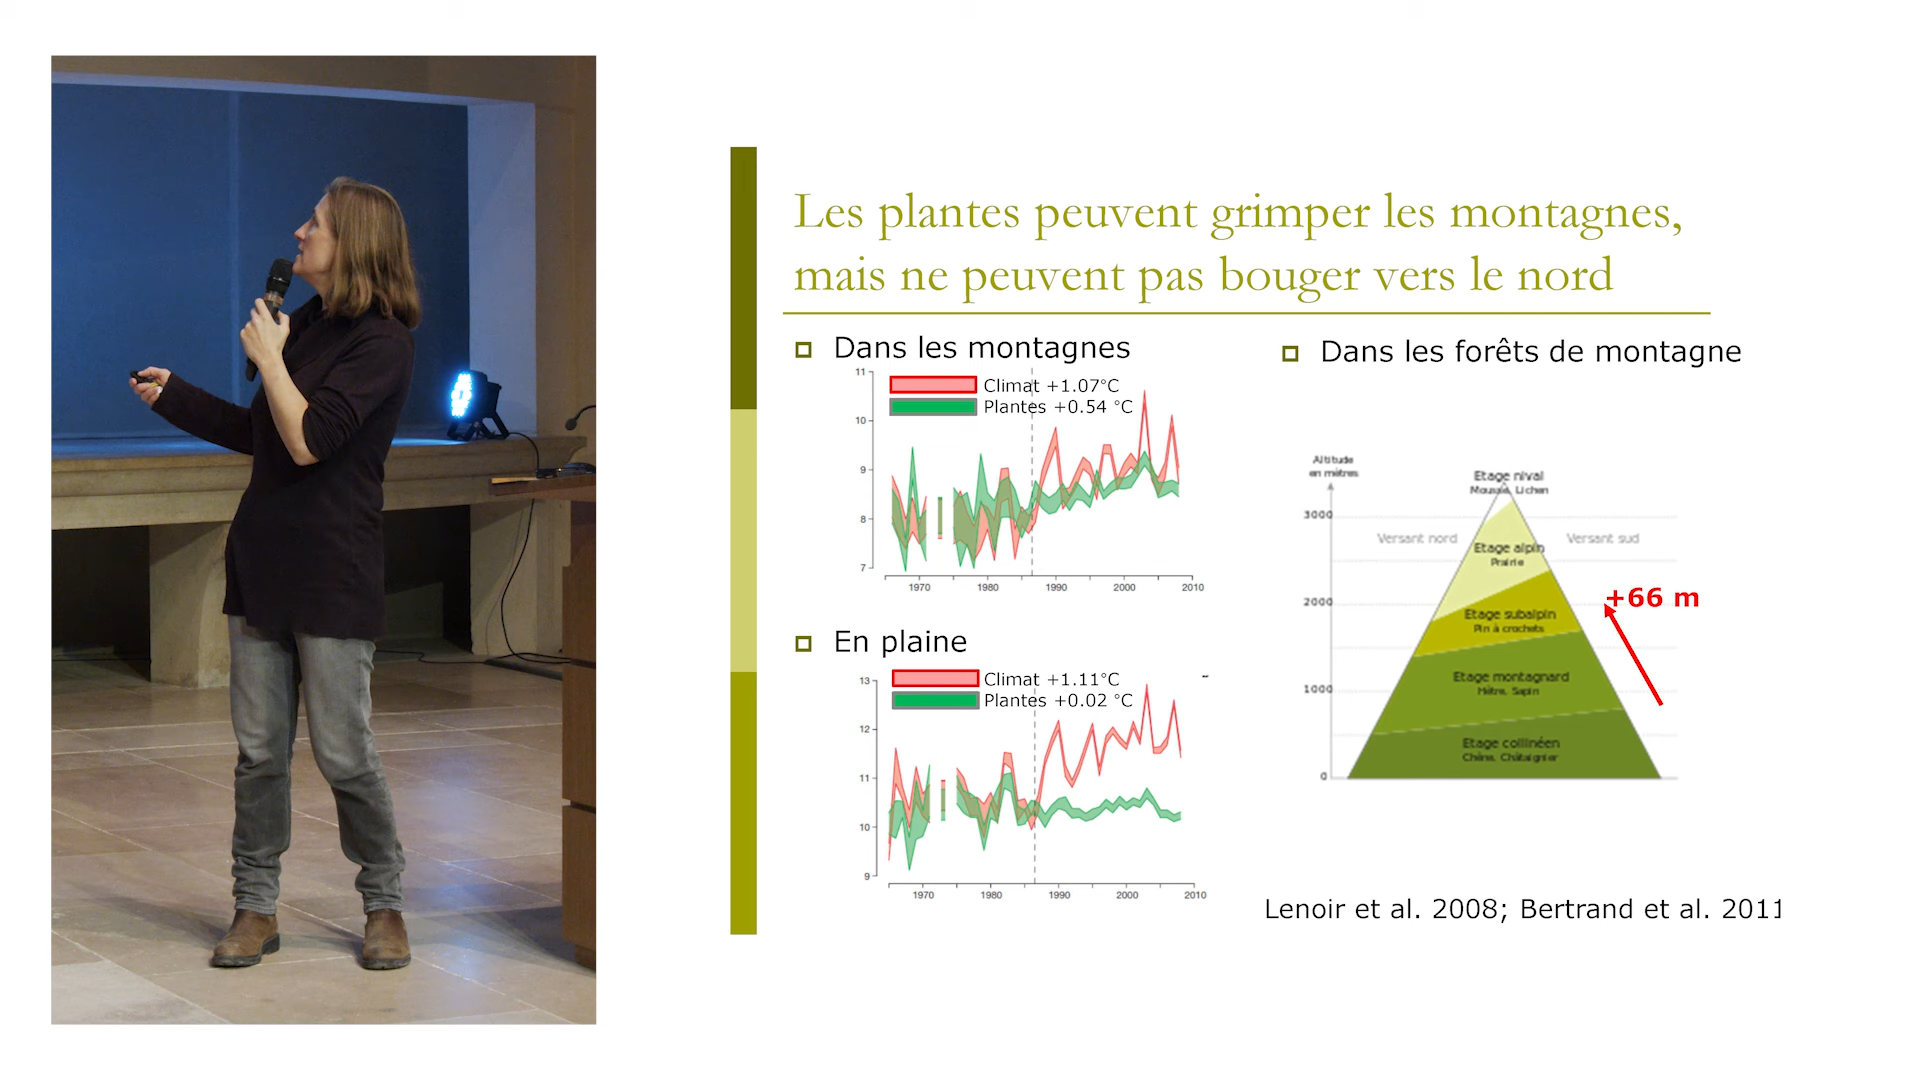 Les plantes peuvent grimper les montagnes,
mais ne peuvent pas bouger vers le nord
Dans les montagnes
11
10
9
8
7
Climat +1.07°C
Plantes +0.54 °C
1970 1980 1990 2000 2010
En plaine
13
12
11
10
9
Climat +1.11°C
Plantes +0.02 °C
1970 1980 1990 2000 2010
Dans les forêts de montagne
Altitude
en mètres
3000
2000
1000
0
Etage nival
Mousse, Lichen
Versant nord
Versant sud
Etage alpin
Prairie
+66 m
Etage subalpin
Pin à crochets
Etage montagnard
Hêtre, Sapin
Etage collinéen
Chêne, Châtaignier
Lenoir et al. 2008; Bertrand et al. 2011